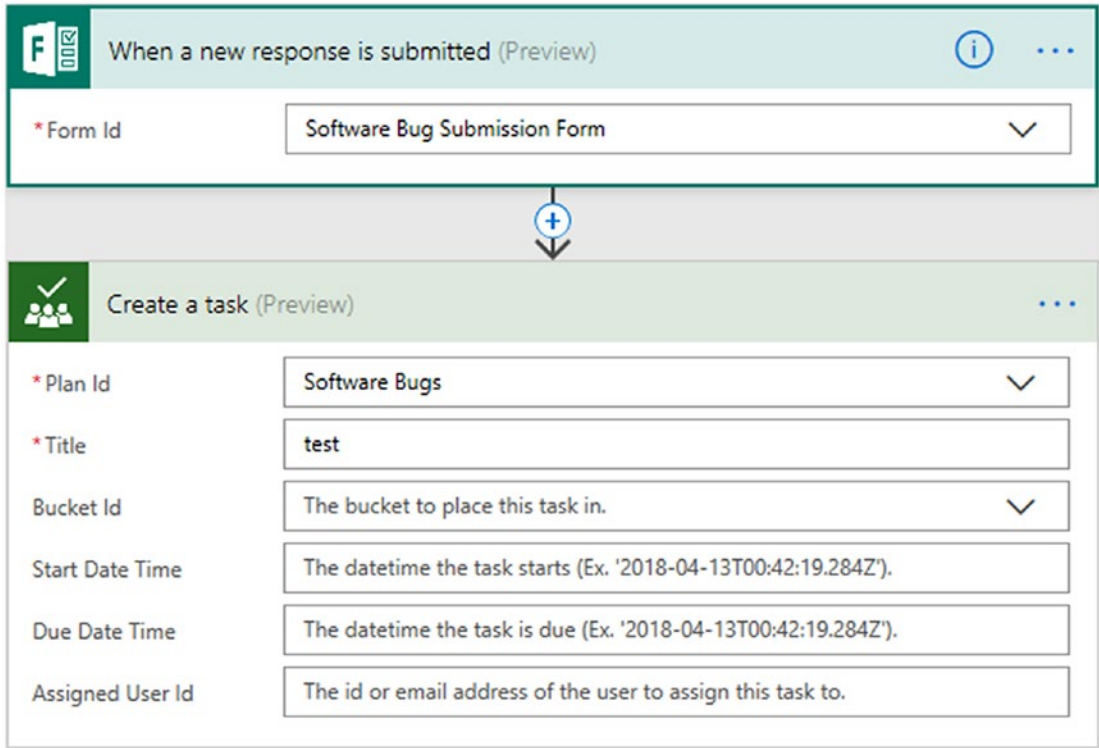 F
When a new response is submitted (Preview)
i
* Form Id
Software Bug Submission Form
Create a task (Preview)
* Plan Id
Software Bugs
* Title
test
Bucket Id
The bucket to place this task in.
Start Date Time
The datetime the task starts (Ex. '2018-04-13T00:42:19.284Z').
Due Date Time
The datetime the task is due (Ex. '2018-04-13T00:42:19.284Z').
Assigned User Id
The id or email address of the user to assign this task to.